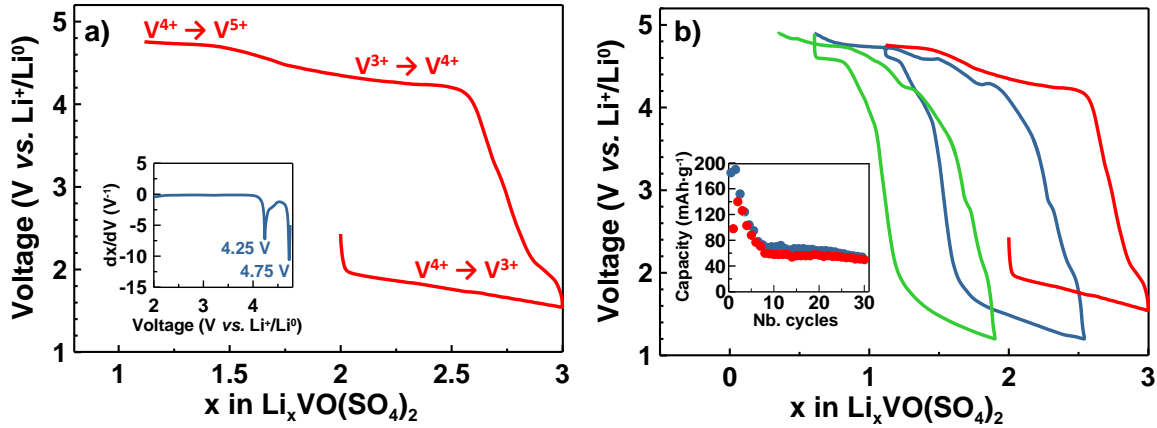 a)
V⁴⁺ → V⁵⁺
V³⁺ → V⁴⁺
V⁴⁺ → V³⁺
Voltage (V vs. Li⁺/Li⁰)
5
4
3
2
1
1
1.5
2
2.5
3
x in LiₓVO(SO₄)₂
dx/dV (V⁻¹)
5
0
-5
-10
-15
4.25 V
4.75 V
2
3
4
Voltage (V vs. Li⁺/Li⁰)
b)
Voltage (V vs. Li⁺/Li⁰)
5
4
3
2
1
0
1
2
3
x in LiₓVO(SO₄)₂
Capacity (mAh·g⁻¹)
200
160
120
80
40
0
0
10
20
30
Nb. cycles